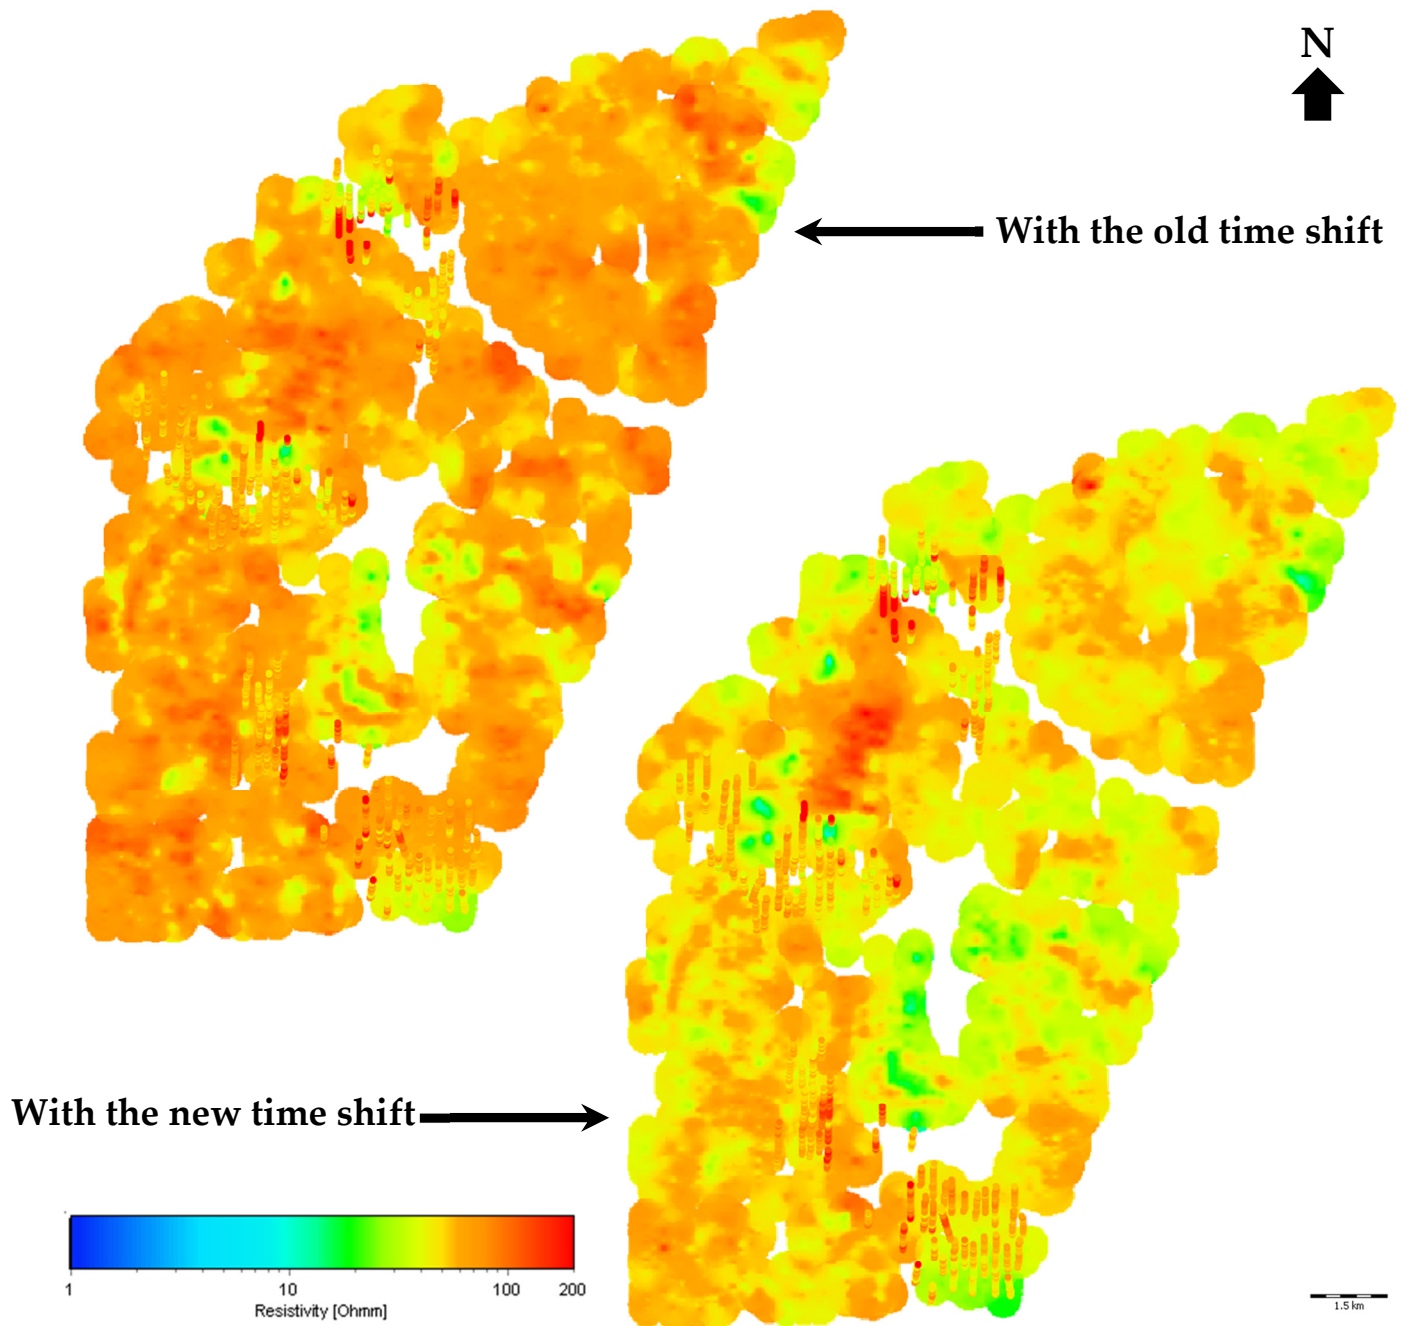 N
With the old time shift
With the new time shift
1 10 100 200
Resistivity [Ohmm]
1.5 km